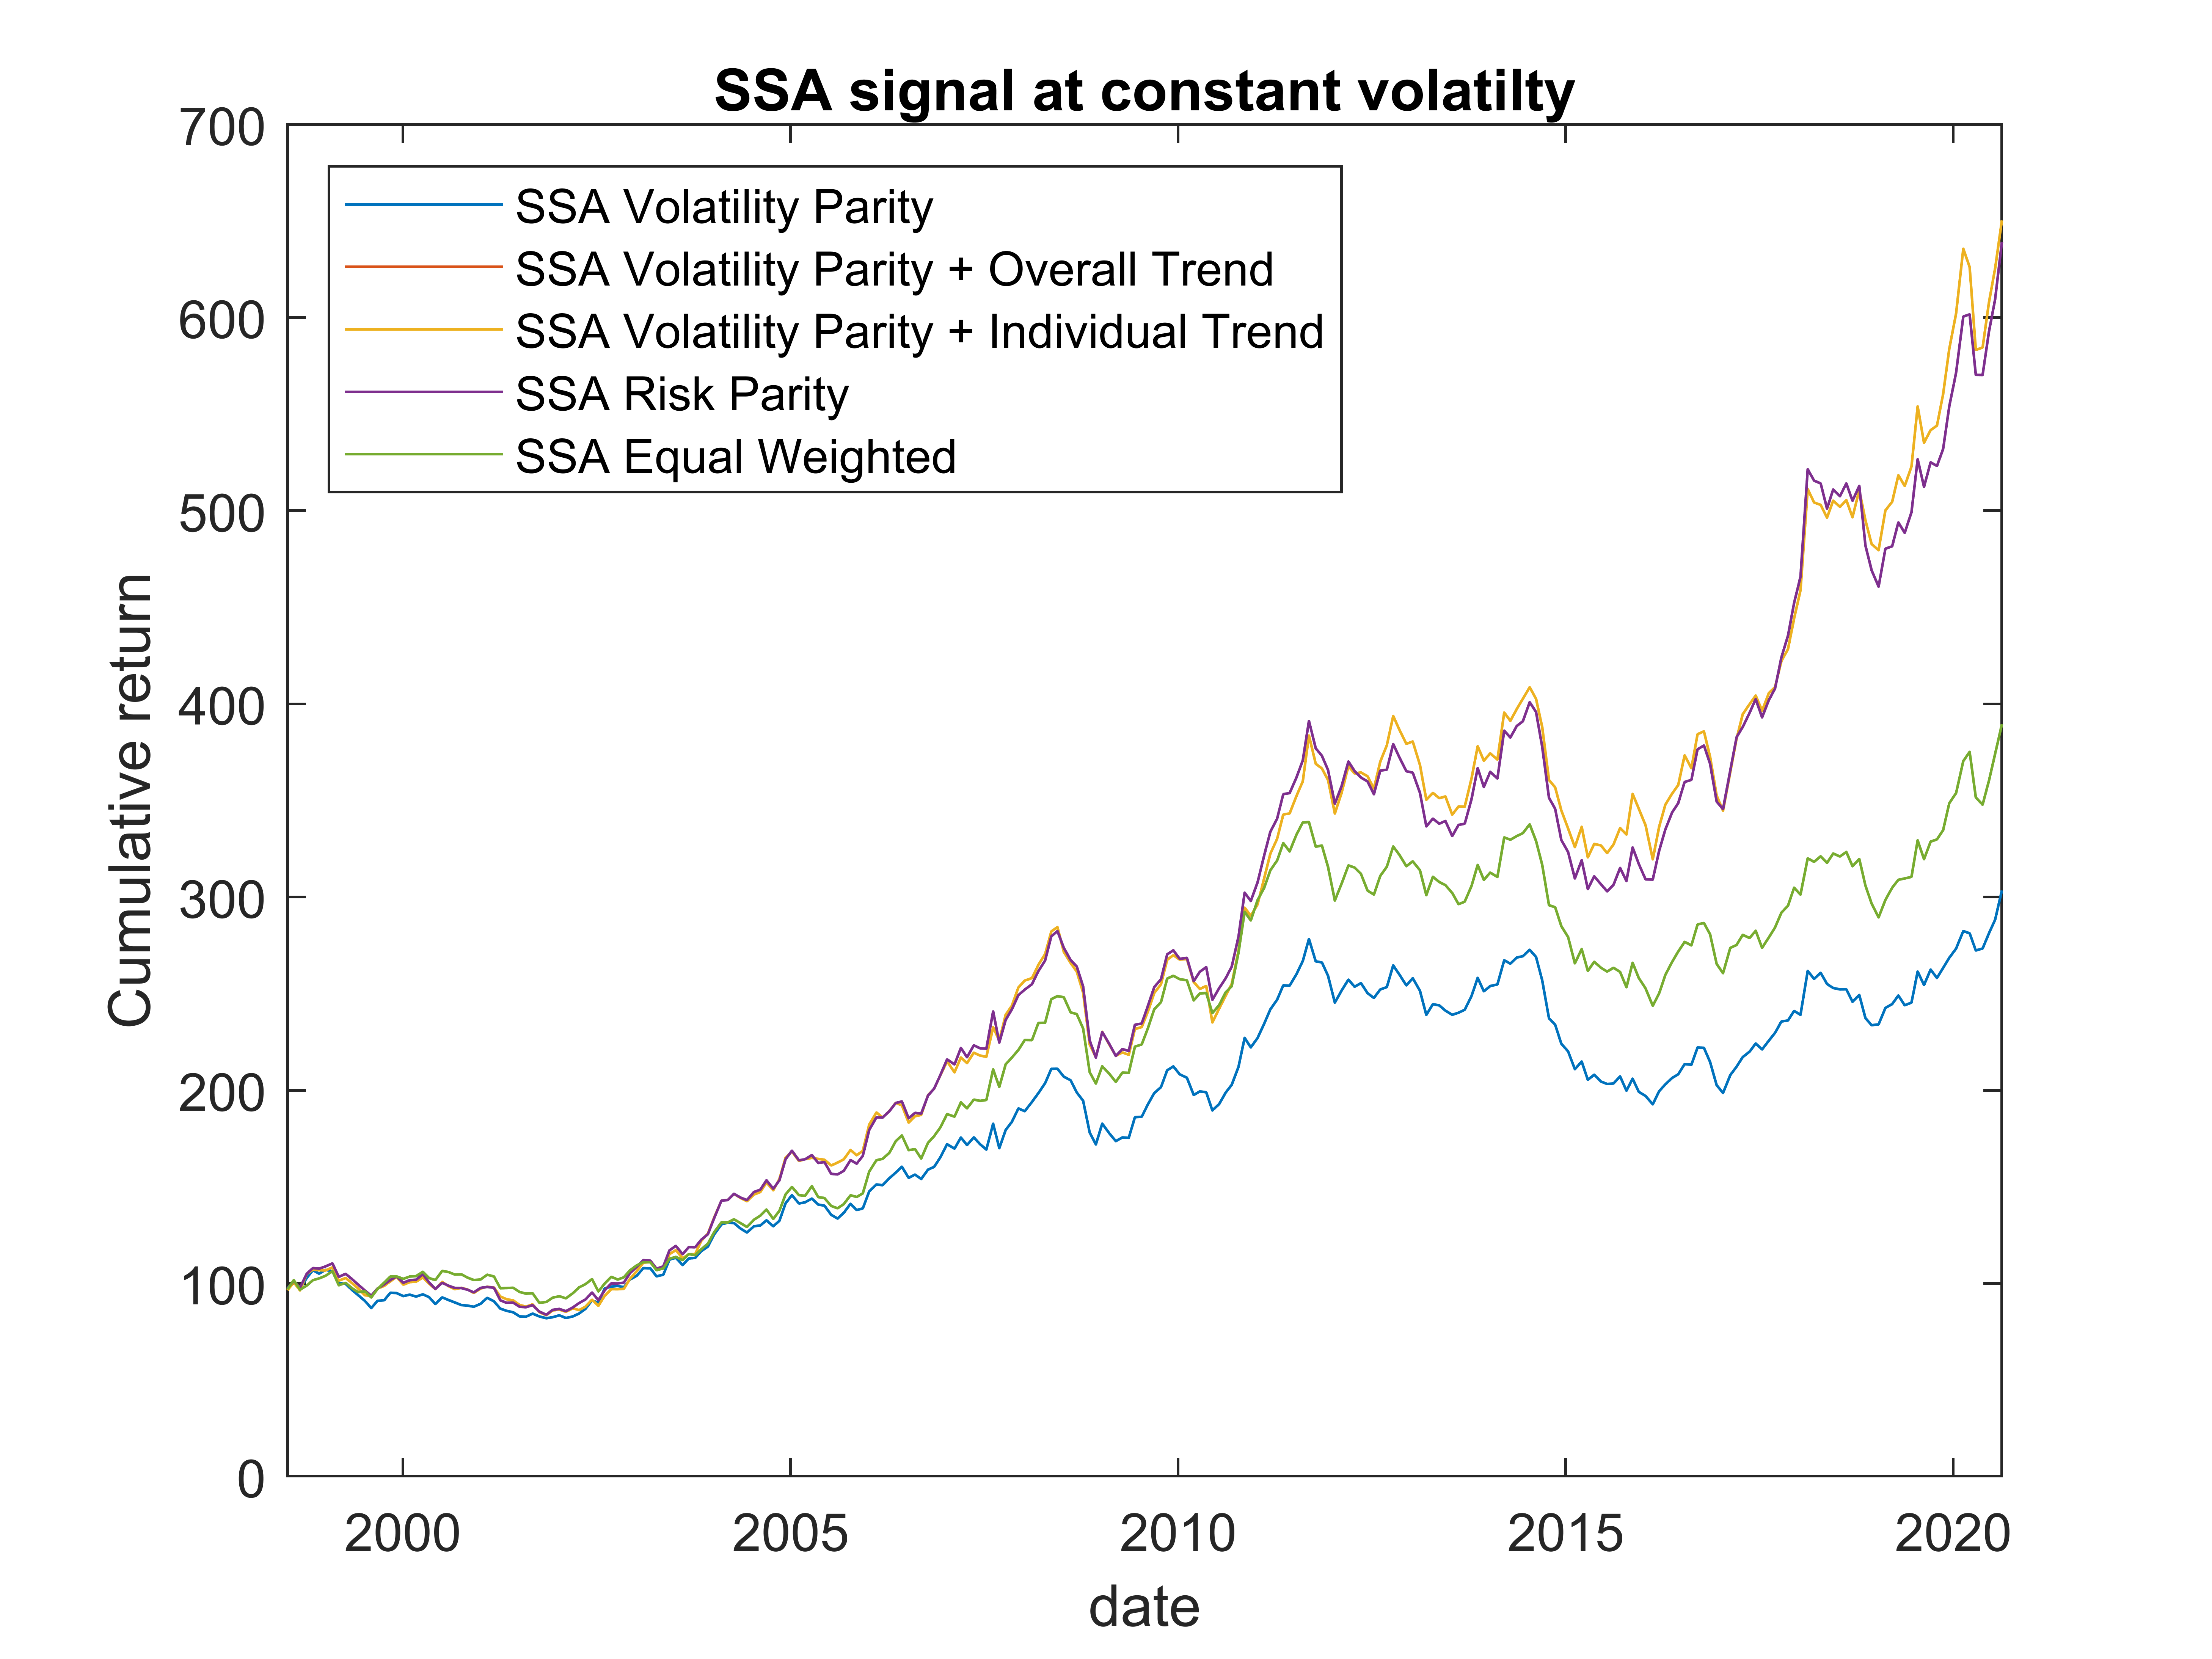 SSA signal at constant volatilty
700
600
500
400
300
200
100
0
Cumulative return
SSA Volatility Parity
SSA Volatility Parity + Overall Trend
SSA Volatility Parity + Individual Trend
SSA Risk Parity
SSA Equal Weighted
2000 2005 2010 2015 2020
date